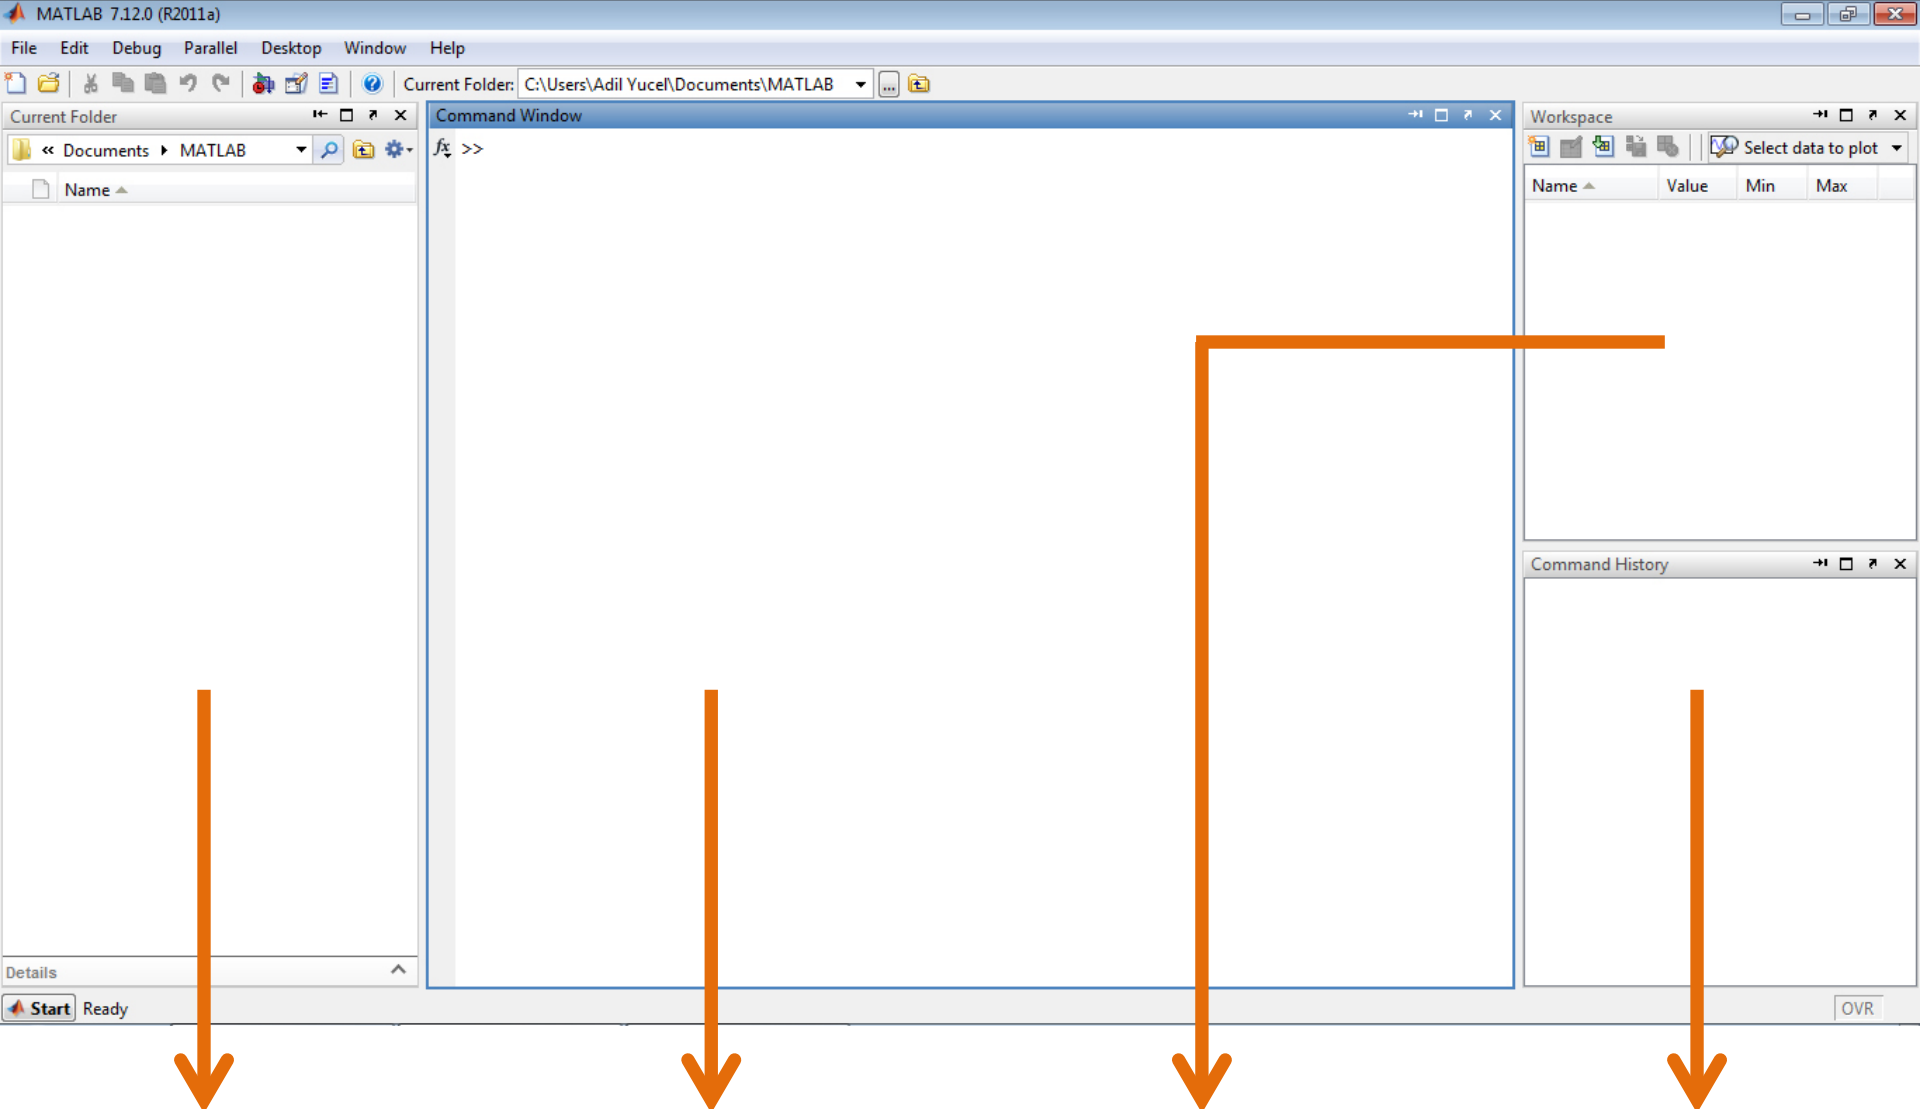 MATLAB 7.12.0 (R2011a)
File Edit Debug Parallel Desktop Window Help
Current Folder: C:\Users\Adil Yucel\Documents\MATLAB ...
Current Folder
« Documents MATLAB
Name
Details
Command Window
fx >>
Workspace
Select data to plot
Name Value Min Max
Command History
Start Ready
OVR